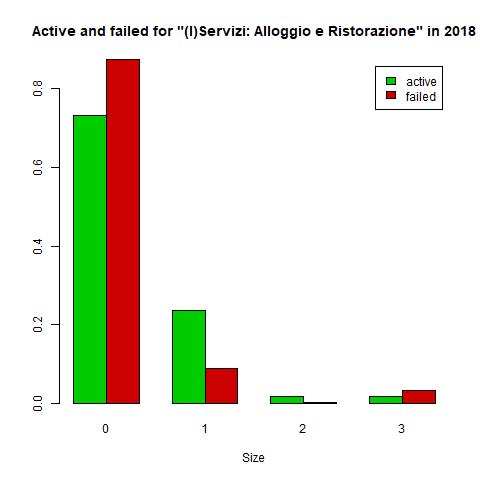 Active and failed for "(I)Servizi: Alloggio e Ristorazione" in 2018
active
failed
0.8
0.6
0.4
0.2
0.0
0 1 2 3
Size